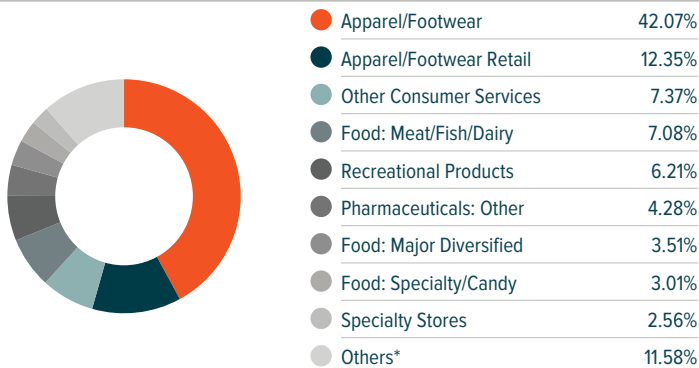 Apparel/Footwear 42.07%
Apparel/Footwear Retail 12.35%
Other Consumer Services 7.37%
Food: Meat/Fish/Dairy 7.08%
Recreational Products 6.21%
Pharmaceuticals: Other 4.28%
Food: Major Diversified 3.51%
Food: Specialty/Candy 3.01%
Specialty Stores 2.56%
Others* 11.58%